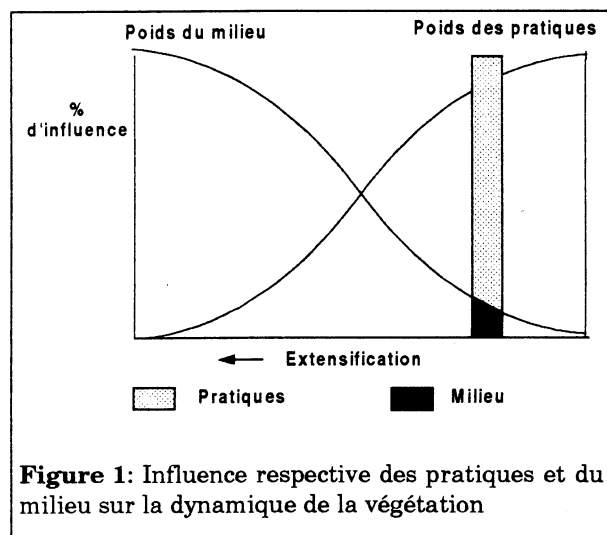 Poids du milieu
Poids des pratiques
%
d'influence
Extensification
Pratiques
Milieu
Figure 1: Influence respective des pratiques et du
milieu sur la dynamique de la végétation